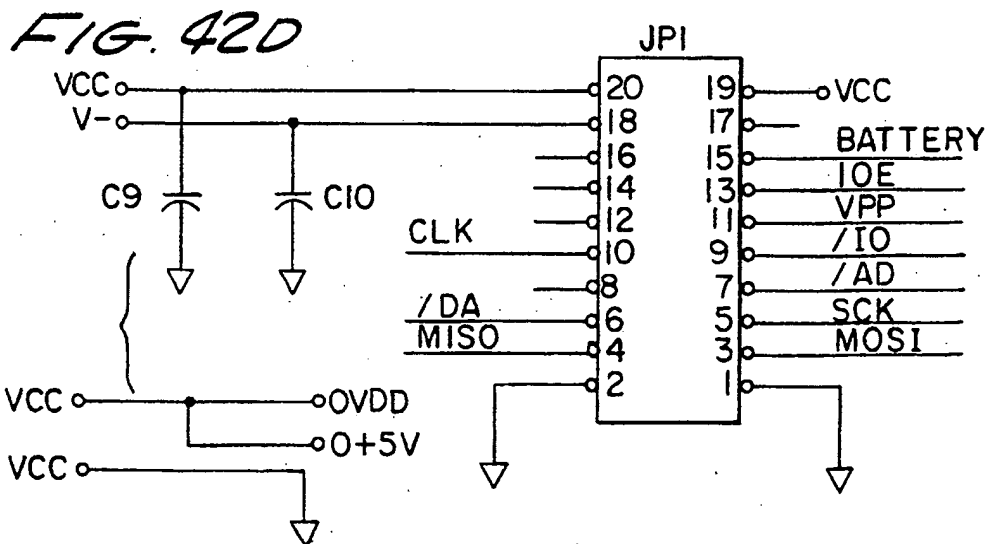 FIG. 42D
JP1
VCC 20 19 VCC
V- 18 17
16 15 BATTERY
C9 C10 14 13 IOE
12 11 VPP
CLK 10 9 /IO
8 7 /AD
/DA 6 5 SCK
MISO 4 3 MOSI
2 1
VCC OVDD
O+5V
VCC